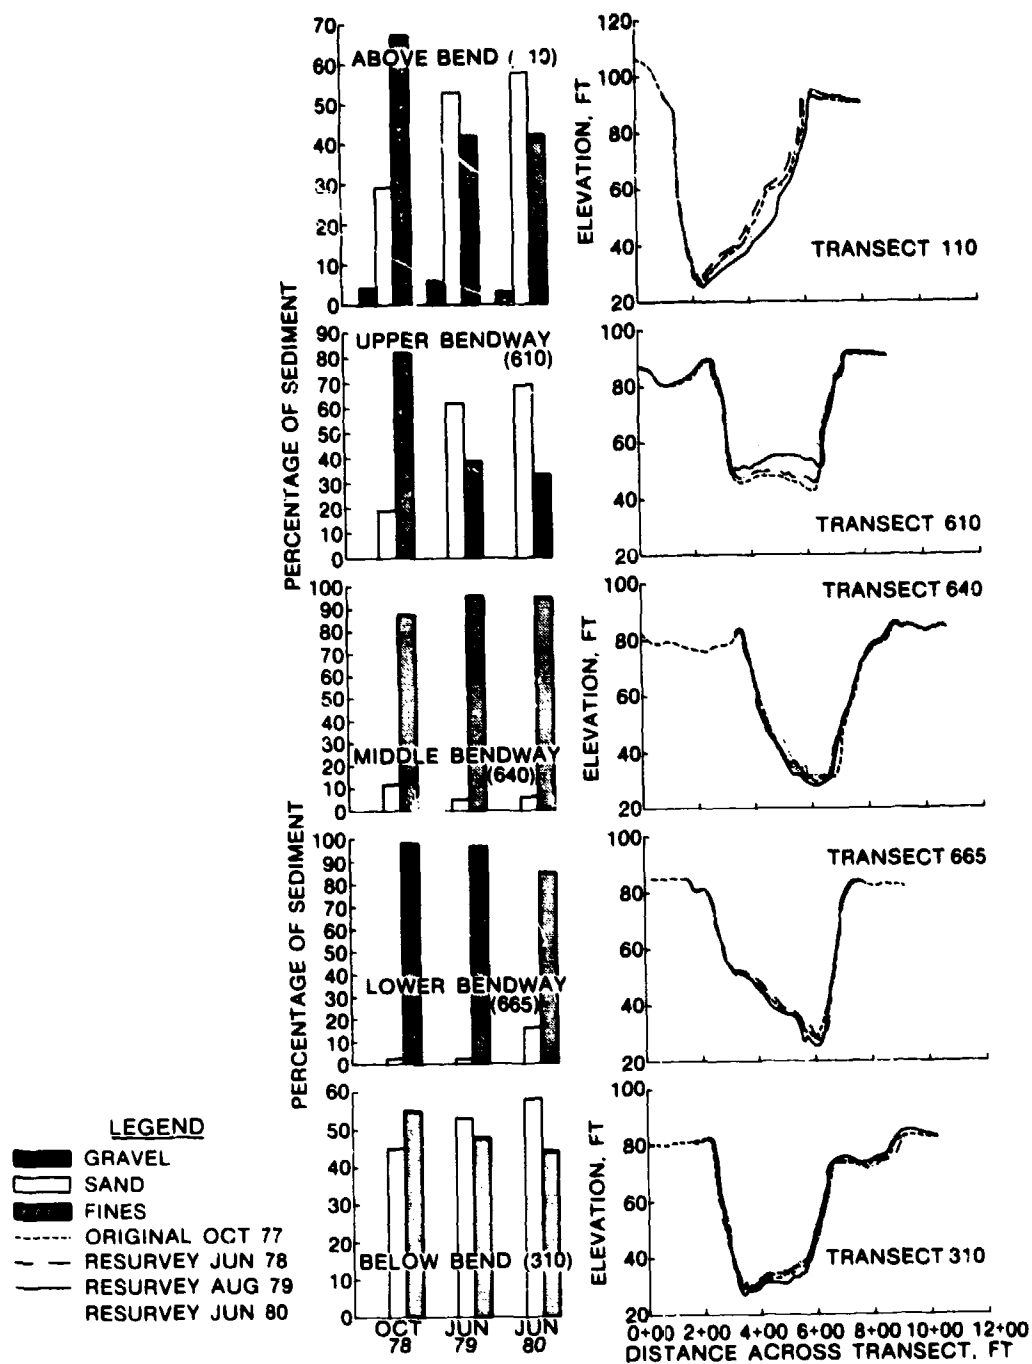 PERCENTAGE OF SEDIMENT
70
60
50
40
30
20
10
0
ABOVE BEND ( 10)
ELEVATION, FT
120
100
80
60
40
20
TRANSECT 110
90
80
70
60
50
40
30
20
10
0
UPPER BENDWAY
(610)
100
80
60
40
20
TRANSECT 610
0+00 2+00 4+00 6+00 8+00 10+00 12+00
PERCENTAGE OF SEDIMENT
100
90
80
70
60
50
40
30
20
10
0
MIDDLE BENDWAY
(640)
ELEVATION, FT
100
80
60
40
20
TRANSECT 640
100
90
80
70
60
50
40
30
20
10
0
LOWER BENDWAY
(665)
100
80
60
40
20
TRANSECT 665
60
50
40
30
20
10
0
BELOW BEND (310)
OCT
78
JUN
79
JUN
80
ELEVATION, FT
100
80
60
40
20
TRANSECT 310
DISTANCE ACROSS TRANSECT, FT
LEGEND
GRAVEL
SAND
FINES
ORIGINAL OCT 77
RESURVEY JUN 78
RESURVEY AUG 79
RESURVEY JUN 80